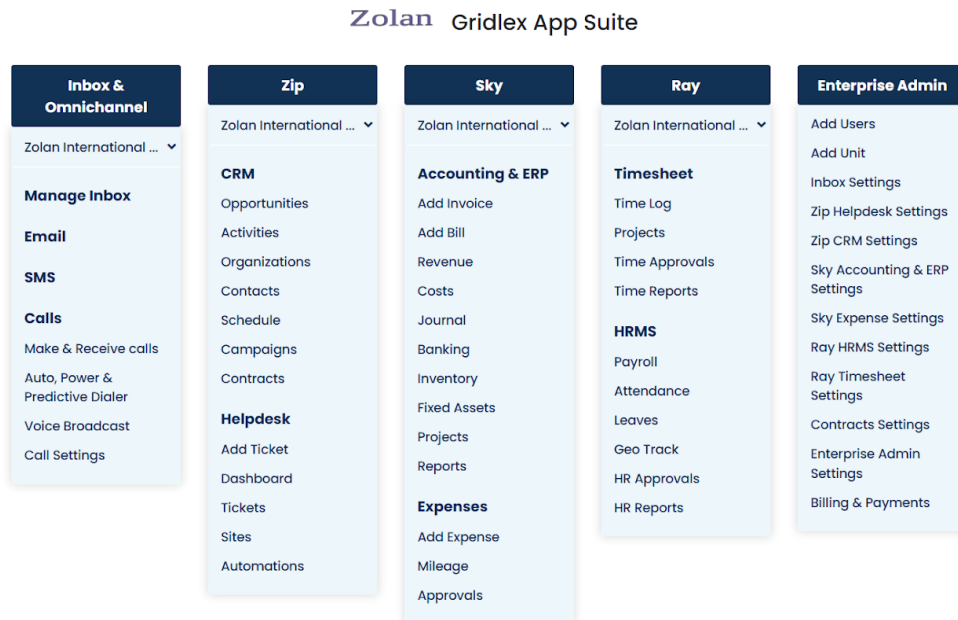 Zolan Gridlex App Suite
Inbox &
Omnichannel
Zolan International ...
Manage Inbox
Email
SMS
Calls
Make & Receive calls
Auto, Power &
Predictive Dialer
Voice Broadcast
Call Settings
Zip
Zolan International ...
CRM
Opportunities
Activities
Organizations
Contacts
Schedule
Campaigns
Contracts
Helpdesk
Add Ticket
Dashboard
Tickets
Sites
Automations
Sky
Zolan International ...
Accounting & ERP
Add Invoice
Add Bill
Revenue
Costs
Journal
Banking
Inventory
Fixed Assets
Projects
Reports
Expenses
Add Expense
Mileage
Approvals
Ray
Zolan International ...
Timesheet
Time Log
Projects
Time Approvals
Time Reports
HRMS
Payroll
Attendance
Leaves
Geo Track
HR Approvals
HR Reports
Enterprise Admin
Add Users
Add Unit
Inbox Settings
Zip Helpdesk Settings
Zip CRM Settings
Sky Accounting & ERP
Settings
Sky Expense Settings
Ray HRMS Settings
Ray Timesheet
Settings
Contracts Settings
Enterprise Admin
Settings
Billing & Payments